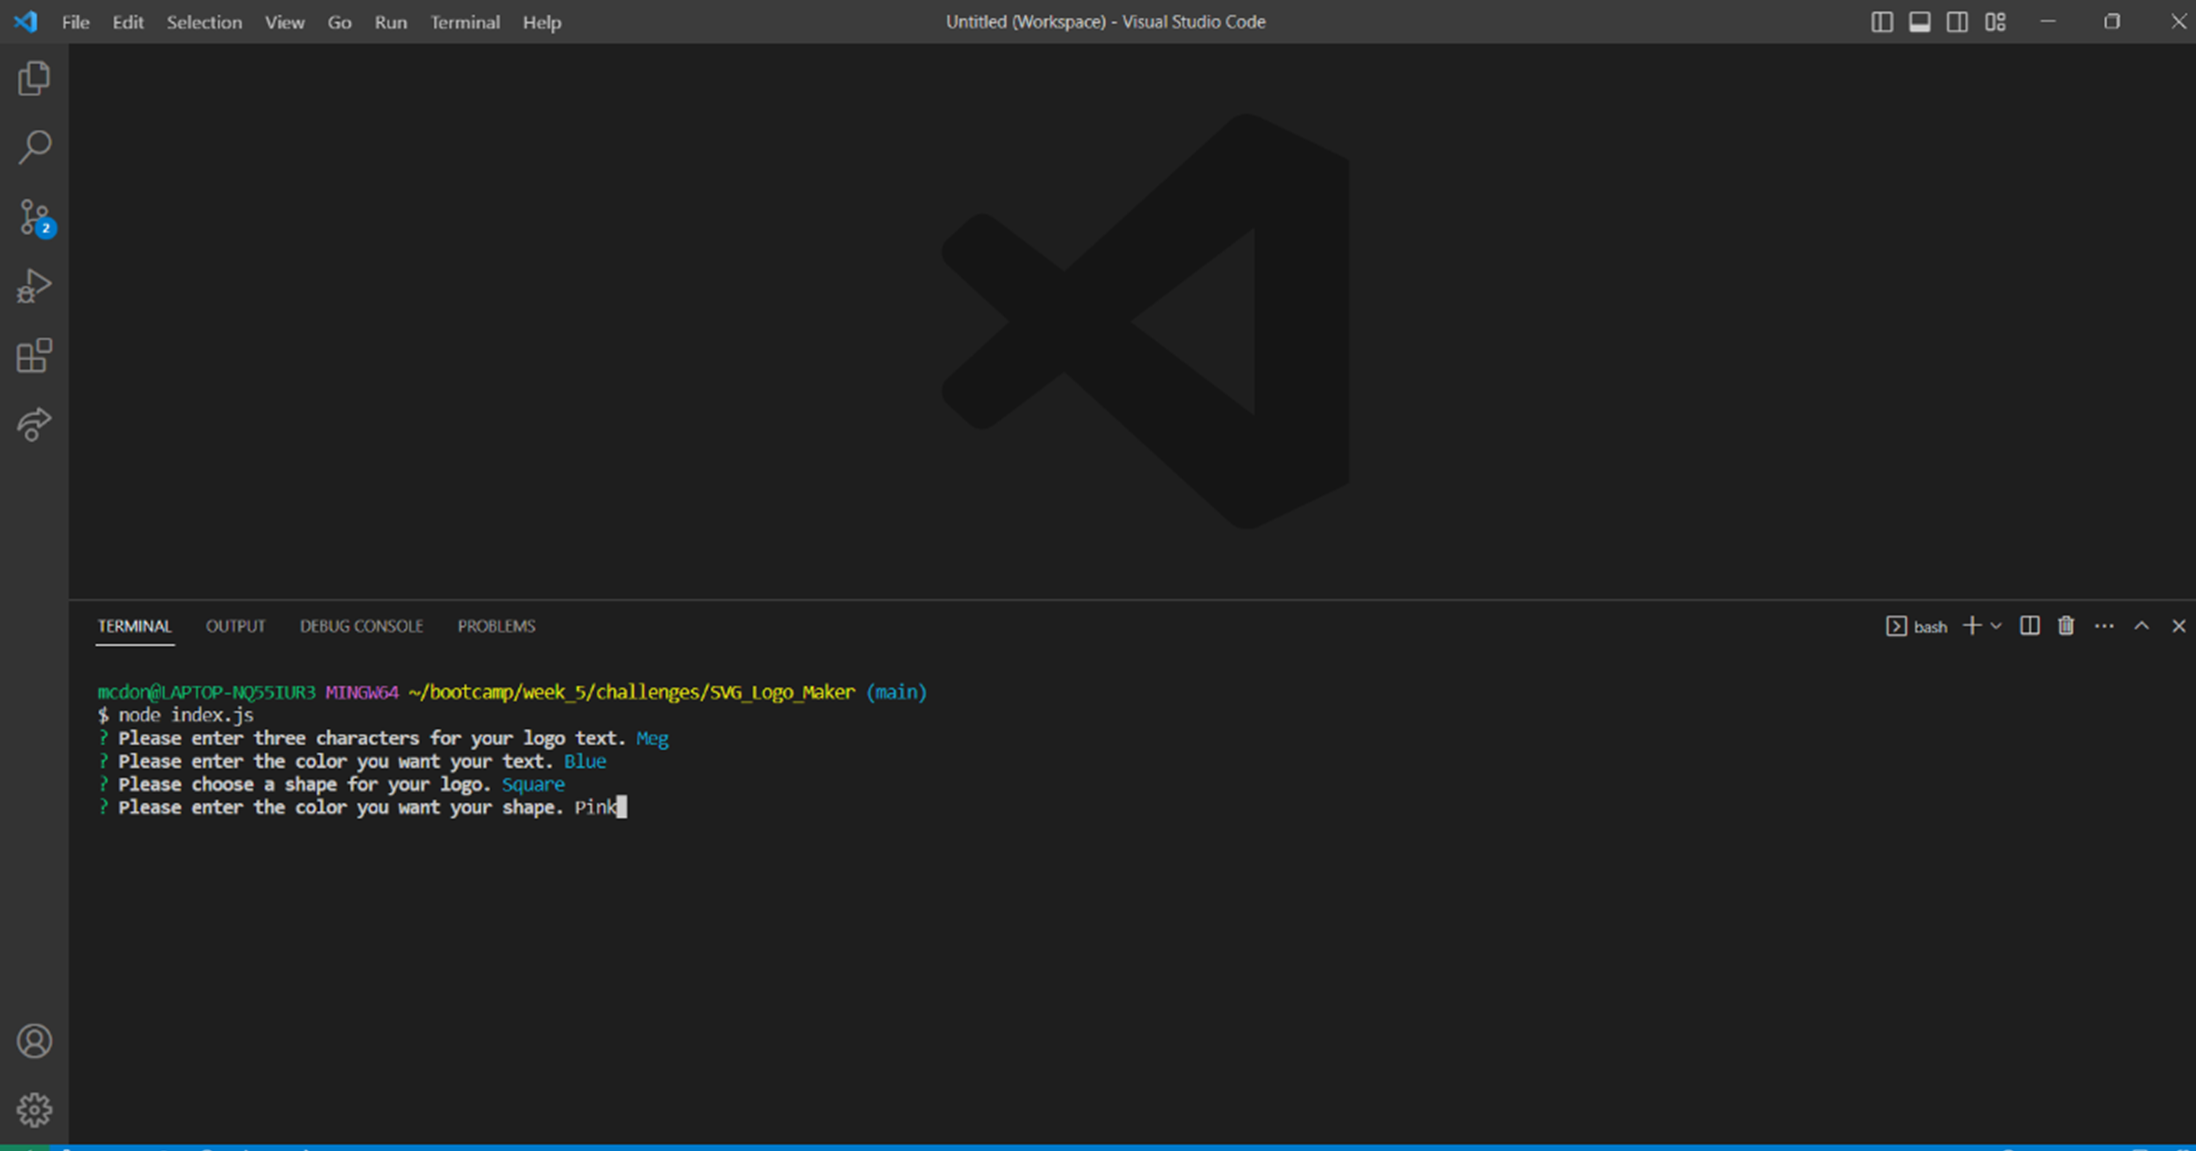 File Edit Selection View Go Run Terminal Help Untitled (Workspace) - Visual Studio Code
2
TERMINAL OUTPUT DEBUG CONSOLE PROBLEMS bash
mcdon@LAPTOP-NQ55IUR3 MINGW64 ~/bootcamp/week_5/challenges/SVG_Logo_Maker (main)
$ node index.js
? Please enter three characters for your logo text. Meg
? Please enter the color you want your text. Blue
? Please choose a shape for your logo. Square
? Please enter the color you want your shape. Pink